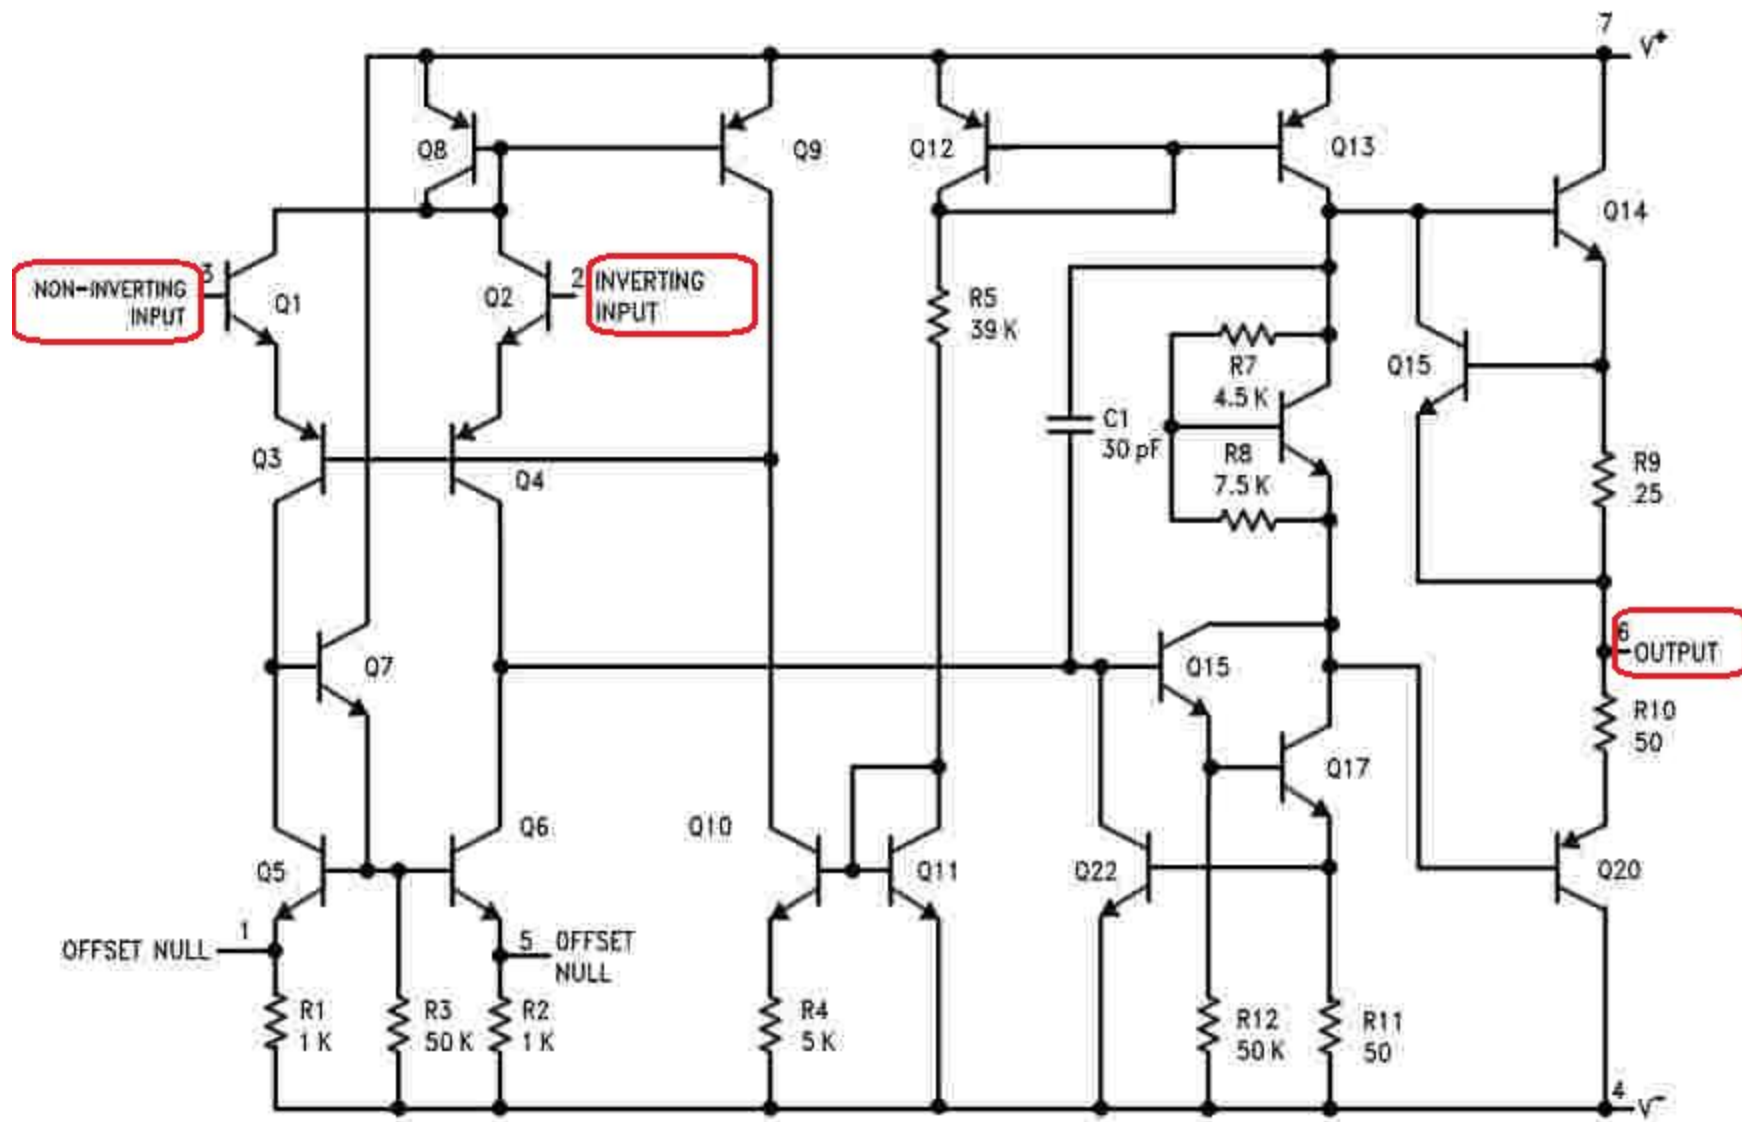 7
V+
Q8
Q9
Q12
Q13
Q14
3
NON-INVERTING
INPUT
Q1
Q2
2
INVERTING
INPUT
R5
39 K
R7
4.5 K
Q15
C1
30 pF
R8
7.5 K
R9
25
Q3
Q4
6
OUTPUT
Q7
Q15
R10
50
Q17
Q5
Q6
Q10
Q11
Q22
Q20
1
OFFSET NULL
5
OFFSET
NULL
R1
1 K
R3
50 K
R2
1 K
R4
5 K
R12
50 K
R11
50
4
V-